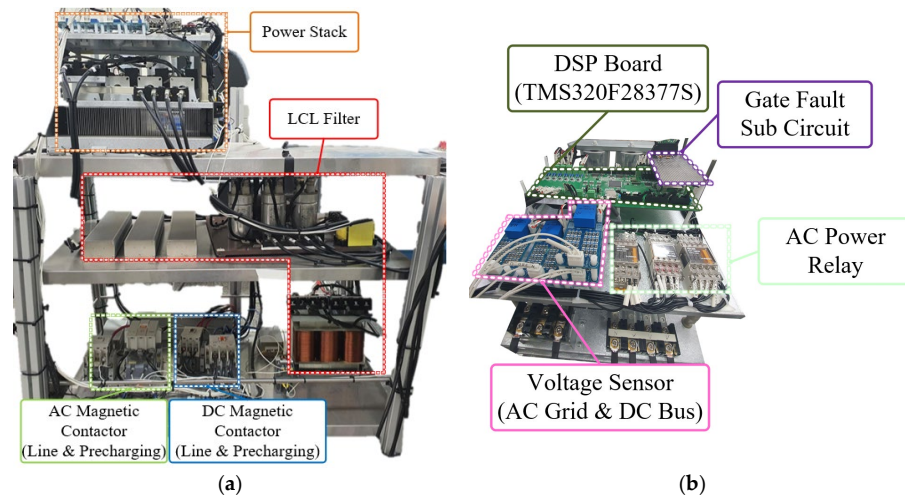 Power Stack
LCL Filter
AC Magnetic
Contactor
(Line & Precharging)
DC Magnetic
Contactor
(Line & Precharging)
(a)
DSP Board
(TMS320F28377S)
Gate Fault
Sub Circuit
AC Power
Relay
Voltage Sensor
(AC Grid & DC Bus)
(b)